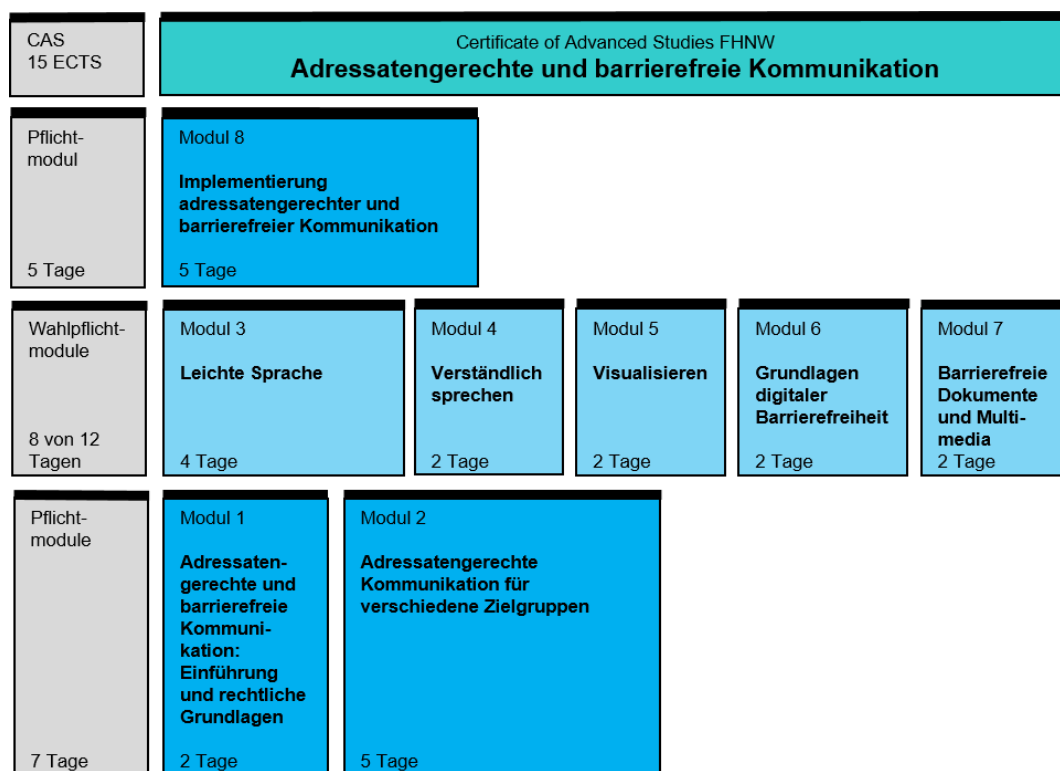 CAS
15 ECTS
Certificate of Advanced Studies FHNW
Adressatengerechte und barrierefreie Kommunikation
Pflicht-
modul
5 Tage
Modul 8
Implementierung
adressatengerechter und
barrierefreier Kommunikation
5 Tage
Wahlpflicht-
module
8 von 12
Tagen
Modul 3
Leichte Sprache
4 Tage
Modul 4
Verständlich
sprechen
2 Tage
Modul 5
Visualisieren
2 Tage
Modul 6
Grundlagen
digitaler
Barrierefreiheit
2 Tage
Modul 7
Barrierefreie
Dokumente
und Multi-
media
2 Tage
Pflicht-
module
7 Tage
Modul 1
Adressaten-
gerechte und
barrierefreie
Kommuni-
kation:
Einführung
und rechtliche
Grundlagen
2 Tage
Modul 2
Adressatengerechte
Kommunikation für
verschiedene Zielgruppen
5 Tage